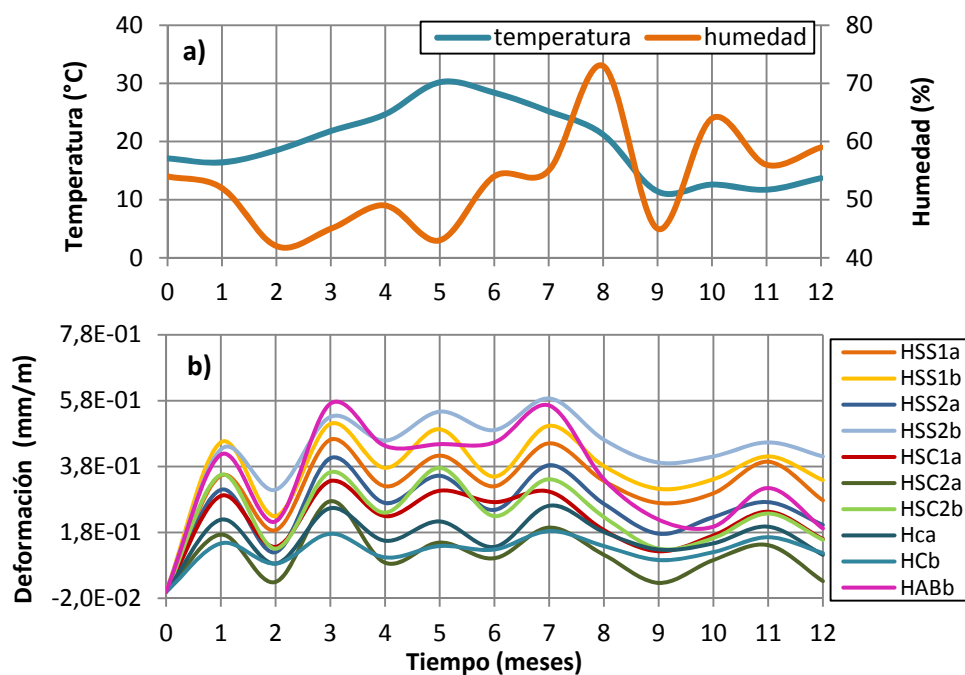 a)
temperatura humedad
Temperatura (°C)
40
30
20
10
0
Humedad (%)
80
70
60
50
40
0 1 2 3 4 5 6 7 8 9 10 11 12
b)
Deformación (mm/m)
7,8E-01
5,8E-01
3,8E-01
1,8E-01
-2,0E-02
0 1 2 3 4 5 6 7 8 9 10 11 12
Tiempo (meses)
HSS1a
HSS1b
HSS2a
HSS2b
HSC1a
HSC2a
HSC2b
Hca
HCb
HABb